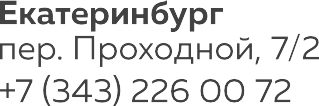 Екатеринбург
пер. Проходной, 7/2
+7 (343) 226 00 72